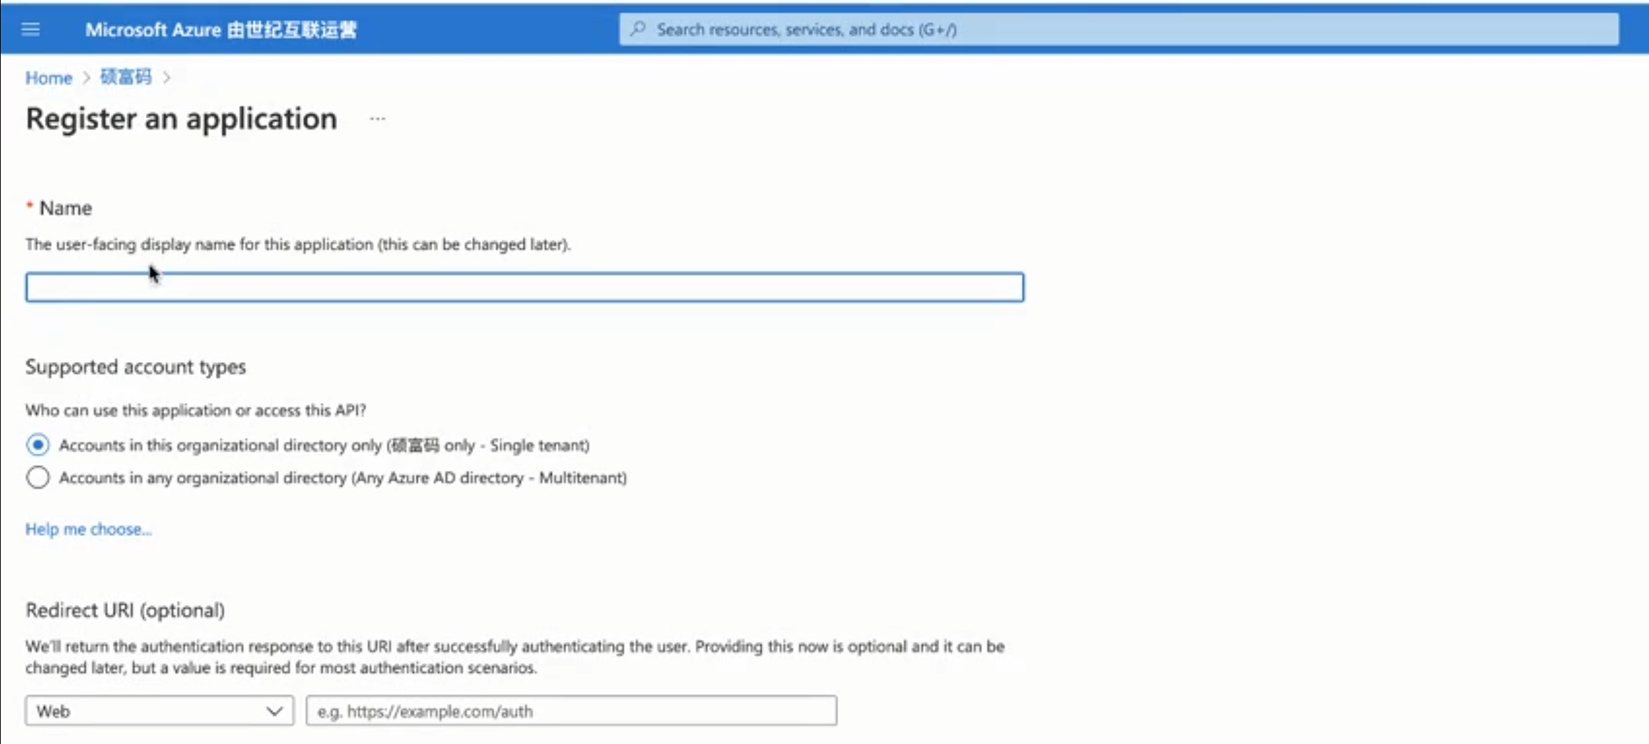 Microsoft Azure 由世纪互联运营
Search resources, services, and docs (G+/)
Home > 硕富码 >
Register an application ...
* Name
The user-facing display name for this application (this can be changed later).
Supported account types
Who can use this application or access this API?
Accounts in this organizational directory only (硕富码 only - Single tenant)
Accounts in any organizational directory (Any Azure AD directory - Multitenant)
Help me choose...
Redirect URI (optional)
We'll return the authentication response to this URI after successfully authenticating the user. Providing this now is optional and it can be
changed later, but a value is required for most authentication scenarios.
Web
e.g. https://example.com/auth